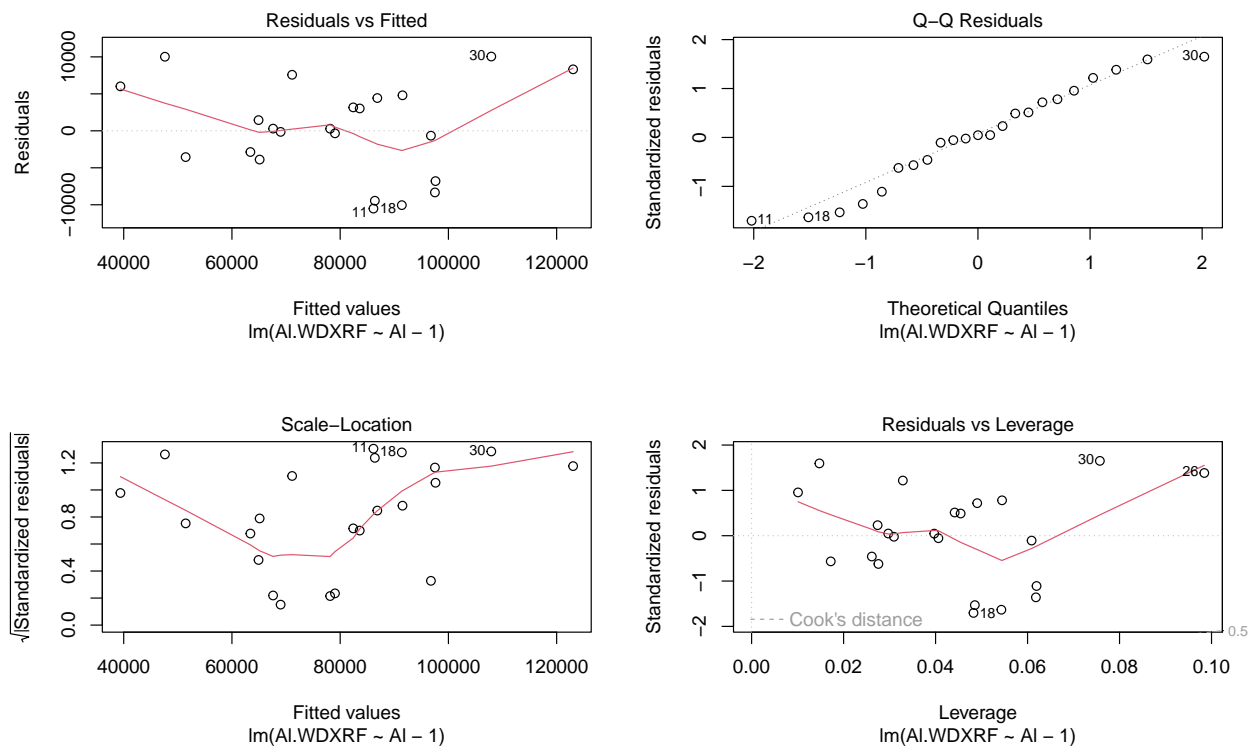 Residuals vs Fitted
Residuals
10000
0
−10000
30
11
18
40000 60000 80000 100000 120000
Fitted values
lm(Al.WDXRF ~ Al − 1)
Q−Q Residuals
Standardized residuals
2
1
0
−1
30
11
18
−2 −1 0 1 2
Theoretical Quantiles
lm(Al.WDXRF ~ Al − 1)
Scale−Location
√|Standardized residuals|
1.2
0.8
0.4
0.0
11
18
30
40000 60000 80000 100000 120000
Fitted values
lm(Al.WDXRF ~ Al − 1)
Residuals vs Leverage
Standardized residuals
2
1
0
−1
−2
30
26
18
Cook's distance
0.5
0.00 0.02 0.04 0.06 0.08 0.10
Leverage
lm(Al.WDXRF ~ Al − 1)